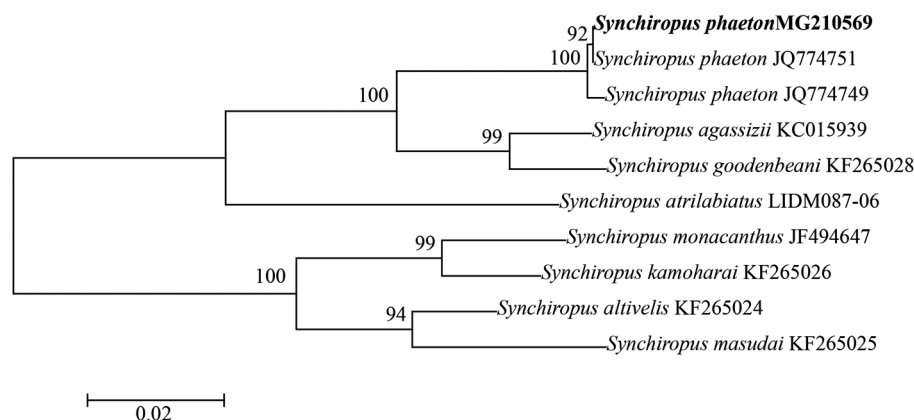 92
Synchiropus phaetonMG210569
100
Synchiropus phaeton JQ774751
100
Synchiropus phaeton JQ774749
99
Synchiropus agassizii KC015939
Synchiropus goodenbeani KF265028
Synchiropus atrilabiatus LIDM087-06
99
Synchiropus monacanthus JF494647
100
Synchiropus kamoharai KF265026
94
Synchiropus altivelis KF265024
Synchiropus masudai KF265025
0.02